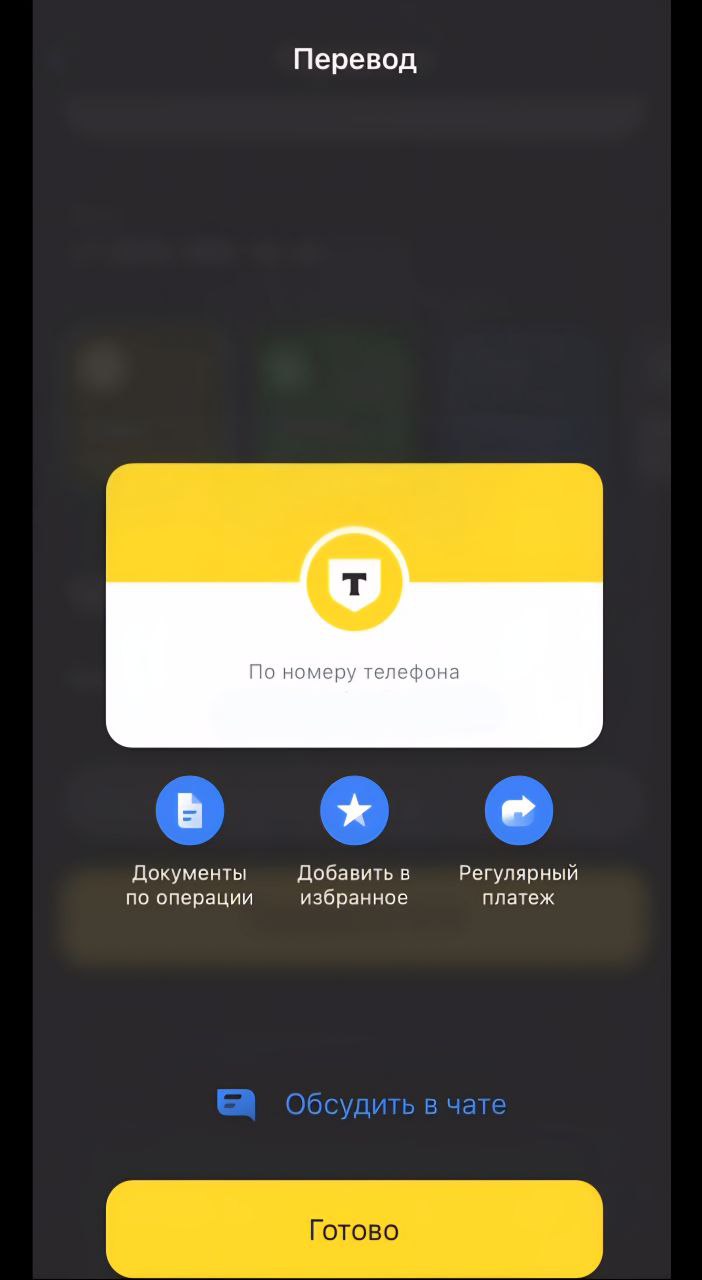 Перевод
Т
По номеру телефона
Документы
по операции
Добавить в
избранное
Регулярный
платеж
Обсудить в чате
Готово